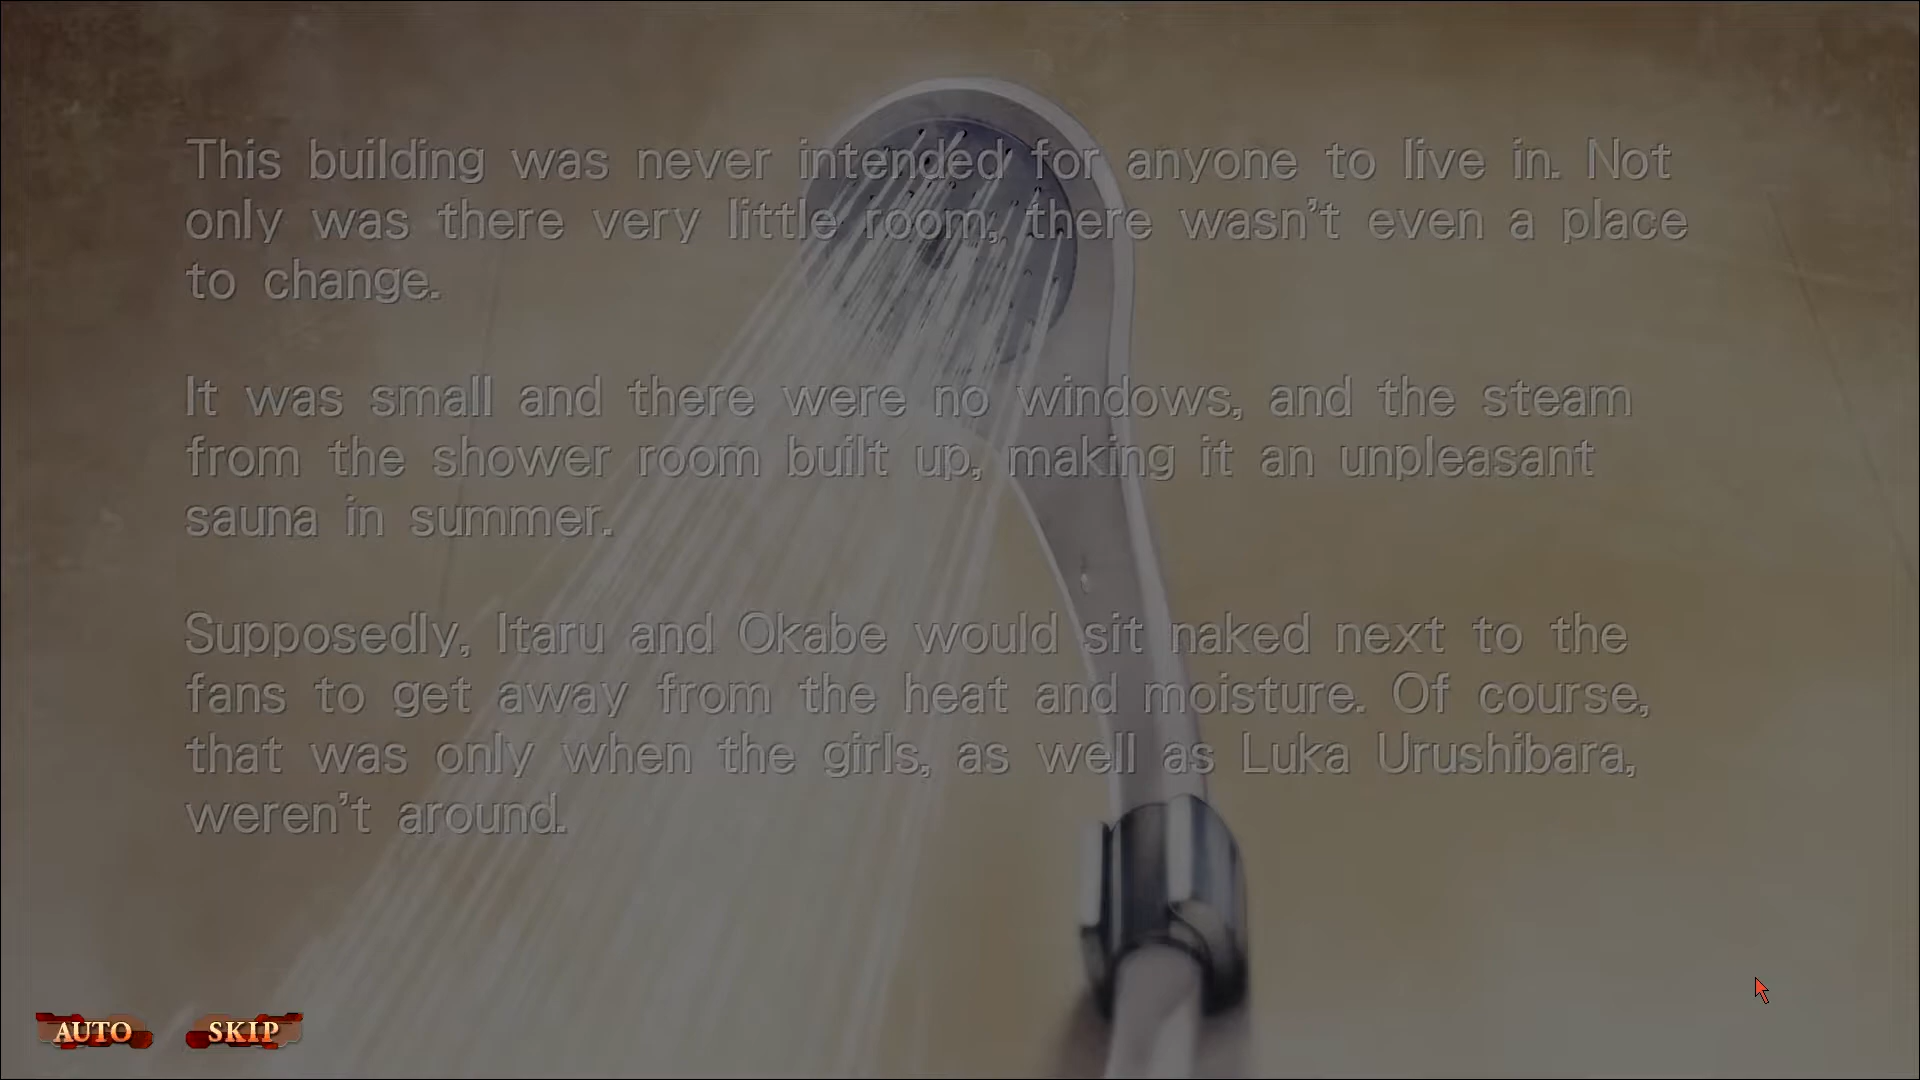 This building was never intended for anyone to live in. Not
only was there very little room, there wasn't even a place
to change.
It was small and there were no windows, and the steam
from the shower room built up, making it an unpleasant
sauna in summer.
Supposedly, Itaru and Okabe would sit naked next to the
fans to get away from the heat and moisture. Of course,
that was only when the girls, as well as Luka Urushibara,
weren't around.
AUTO SKIP